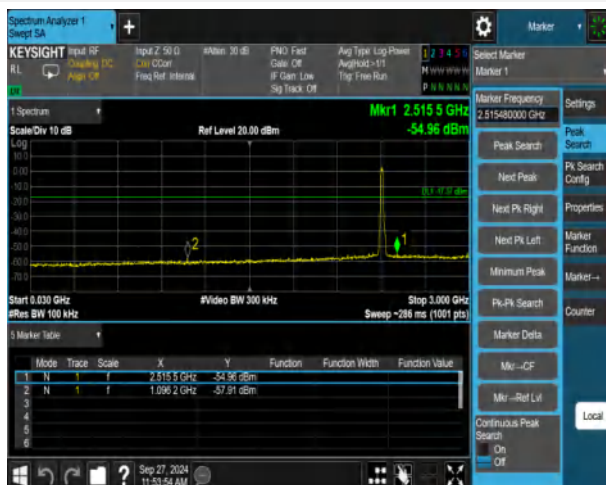 Spectrum Analyzer 1
Swept SA
+
Marker
KEYSIGHT
RL
Input: RF
Coupling: DC
Align: Off
Input Z: 50 Ω
Corr CCorr
Freq Ref: Internal
#Atten: 30 dB
PNO: Fast
Gate: Off
IF Gain: Low
Sig Track: Off
Avg Type: Log-Power
Avg|Hold:>1/1
Trig: Free Run
1 2 3 4 5 6
M W W W W W
P N N N N N
Select Marker
Marker 1
1 Spectrum
Scale/Div 10 dB
Log
Ref Level 20.00 dBm
Mkr1 2.515 5 GHz
-54.96 dBm
10.0
0.00
-10.0
-20.0
-30.0
-40.0
-50.0
-60.0
-70.0
2
1
Start 0.030 GHz
#Res BW 100 kHz
#Video BW 300 kHz
Stop 3.000 GHz
Sweep ~286 ms (1001 pts)
5 Marker Table
Mode Trace Scale X Y Function Function Width Function Value
1 N 1 f 2.515 5 GHz -54.96 dBm
2 N 1 f 1.096 2 GHz -57.91 dBm
3
4
5
6
Marker Frequency
2.515480000 GHz
Peak Search
Next Peak
Next Pk Right
Next Pk Left
Minimum Peak
Pk-Pk Search
Marker Delta
Mkr→CF
Mkr→Ref Lvl
Continuous Peak
Search
On
Off
Settings
Peak
Search
Pk Search
Config
Properties
Marker
Function
Marker→
Counter
Local
?
Sep 27, 2024
11:53:54 AM